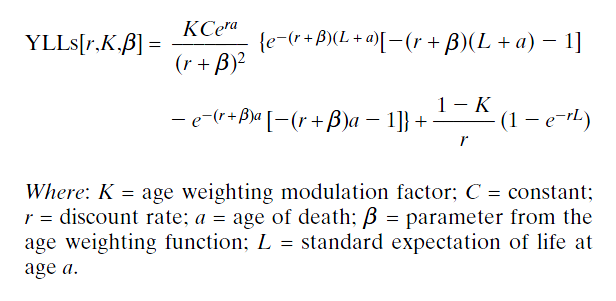 YLLs[r,K,β] = KCe^{ra} / (r + β)² {e^{−(r + β)(L + a)}[−(r + β)(L + a) − 1]
− e^{−(r + β)a} [−(r + β)a − 1]} + 1 − K / r (1 − e^{−rL})
Where: K = age weighting modulation factor; C = constant;
r = discount rate; a = age of death; β = parameter from the
age weighting function; L = standard expectation of life at
age a.